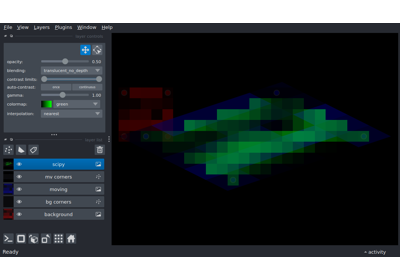 File View Layers Plugins Window Help
opacity: 0.50
blending: translucent_no_depth
contrast limits:
auto-contrast: once continuous
gamma: 1.00
colormap: green
interpolation: nearest
scipy
mv corners
moving
bg corners
background
Ready
activity